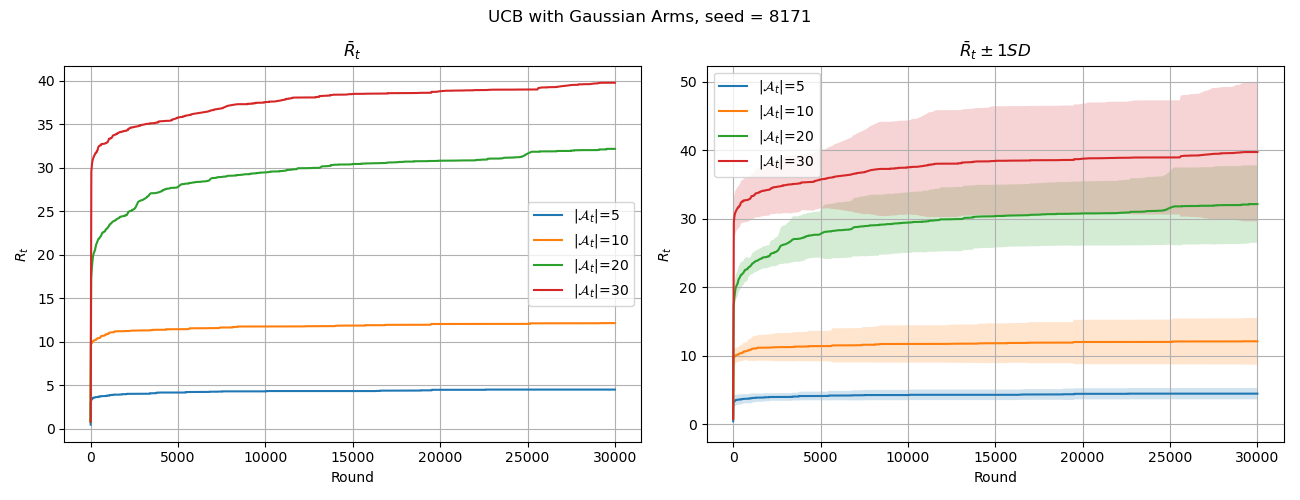 UCB with Gaussian Arms, seed = 8171
R̄ₜ
40
35
30
25
20
15
10
5
0
Rₜ
|𝒜ₜ|=5
|𝒜ₜ|=10
|𝒜ₜ|=20
|𝒜ₜ|=30
0 5000 10000 15000 20000 25000 30000
Round
R̄ₜ ± 1SD
50
40
30
20
10
0
Rₜ
|𝒜ₜ|=5
|𝒜ₜ|=10
|𝒜ₜ|=20
|𝒜ₜ|=30
0 5000 10000 15000 20000 25000 30000
Round